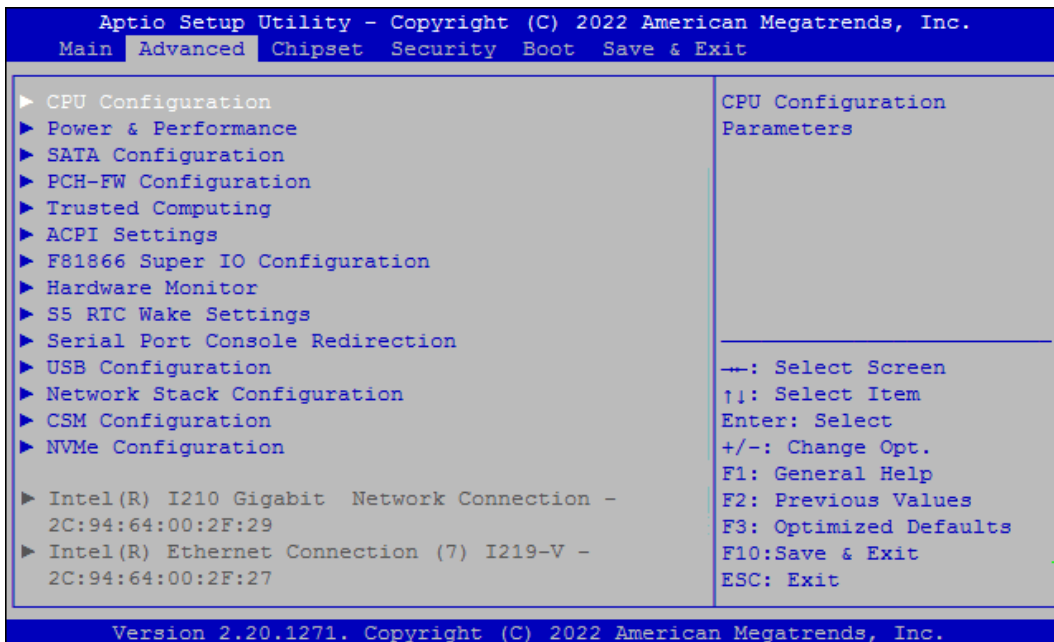 Aptio Setup Utility - Copyright (C) 2022 American Megatrends, Inc.
Main Advanced Chipset Security Boot Save & Exit
► CPU Configuration
► Power & Performance
► SATA Configuration
► PCH-FW Configuration
► Trusted Computing
► ACPI Settings
► F81866 Super IO Configuration
► Hardware Monitor
► S5 RTC Wake Settings
► Serial Port Console Redirection
► USB Configuration
► Network Stack Configuration
► CSM Configuration
► NVMe Configuration
► Intel(R) I210 Gigabit  Network Connection -
2C:94:64:00:2F:29
► Intel(R) Ethernet Connection (7) I219-V -
2C:94:64:00:2F:27
CPU Configuration
Parameters
→←: Select Screen
↑↓: Select Item
Enter: Select
+/-: Change Opt.
F1: General Help
F2: Previous Values
F3: Optimized Defaults
F10:Save & Exit
ESC: Exit
Version 2.20.1271. Copyright (C) 2022 American Megatrends, Inc.